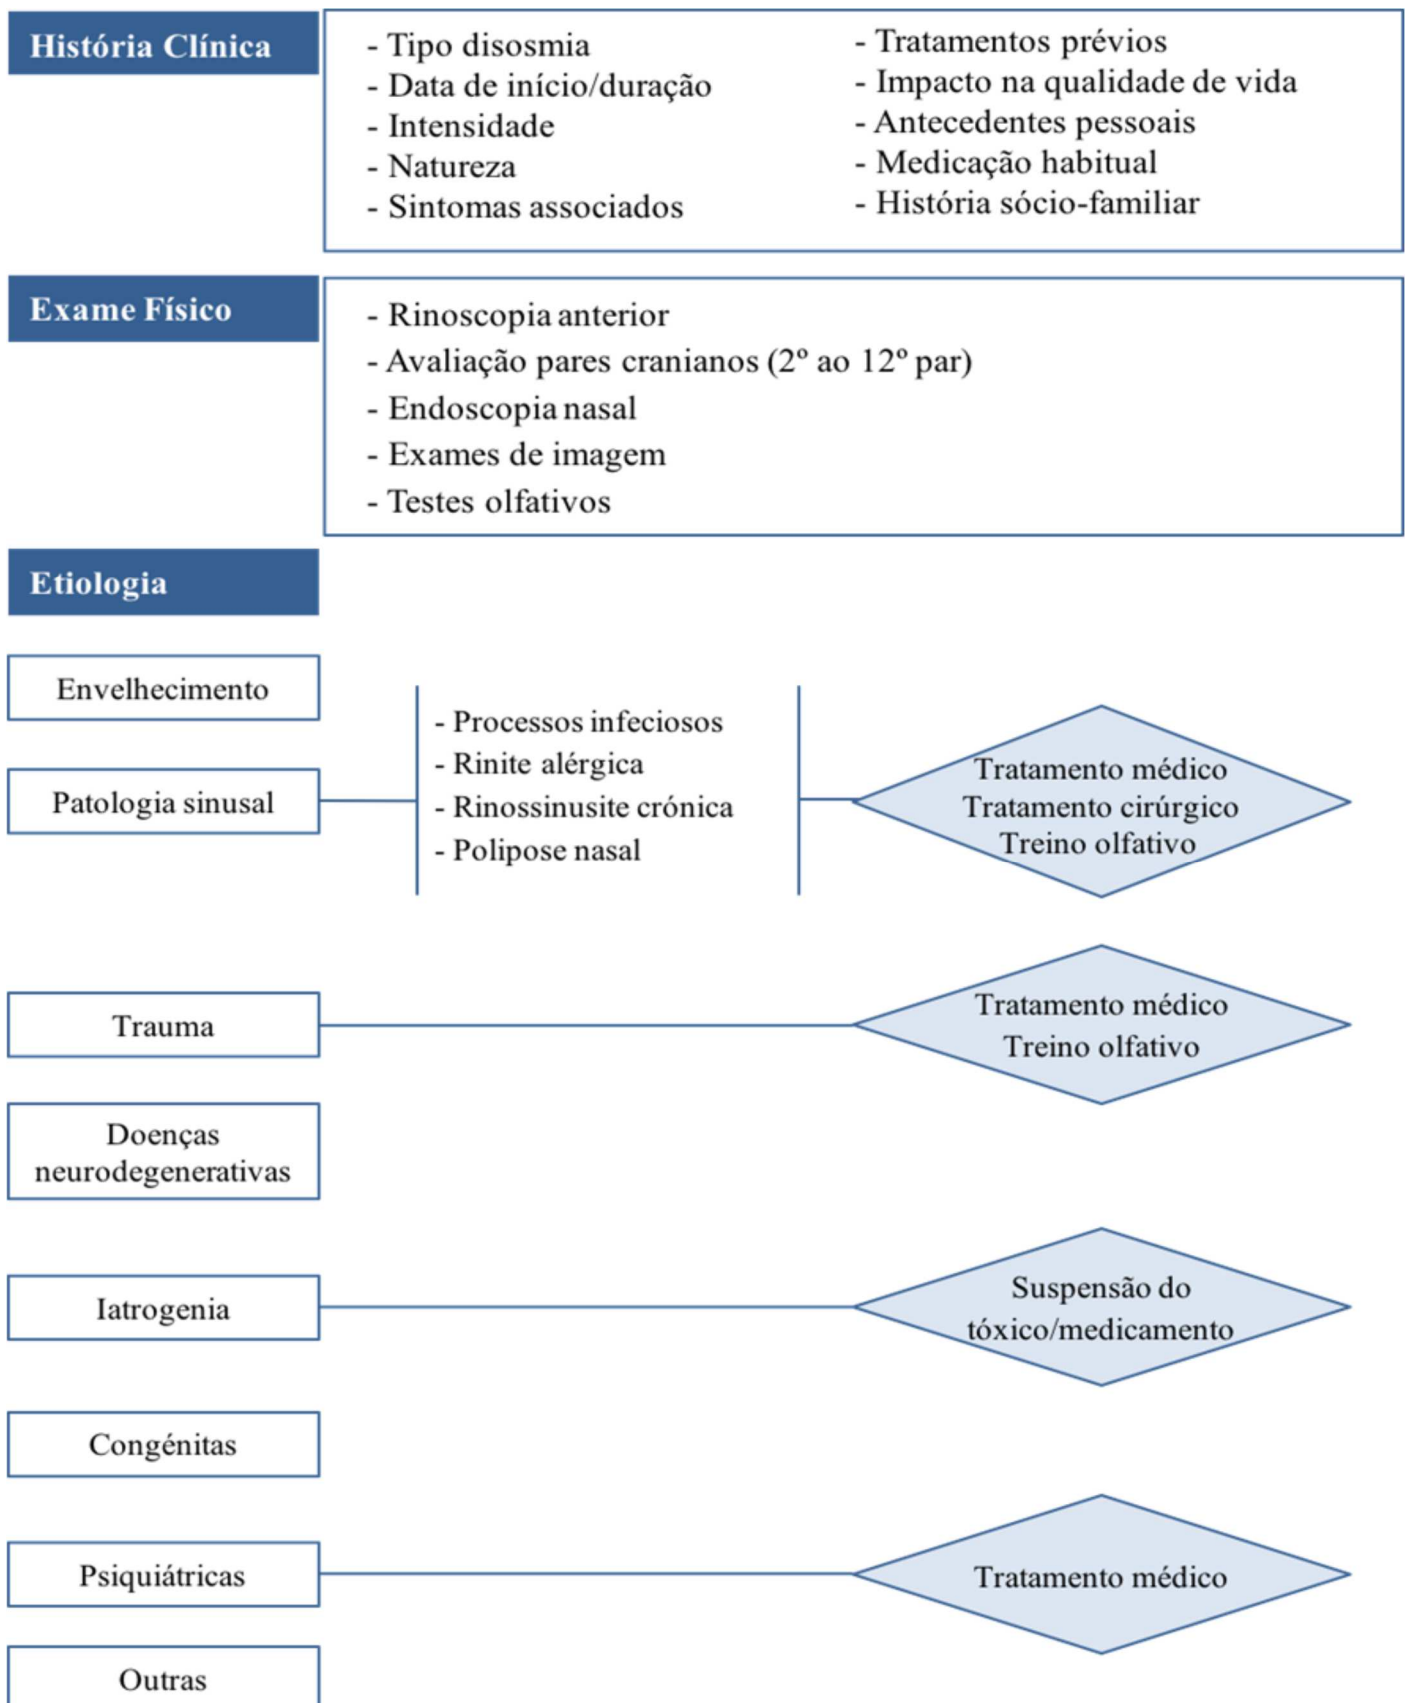 História Clínica
- Tipo disosmia
- Data de início/duração
- Intensidade
- Natureza
- Sintomas associados
- Tratamentos prévios
- Impacto na qualidade de vida
- Antecedentes pessoais
- Medicação habitual
- História sócio-familiar
Exame Físico
- Rinoscopia anterior
- Avaliação pares cranianos (2º ao 12º par)
- Endoscopia nasal
- Exames de imagem
- Testes olfativos
Etiologia
Envelhecimento
Patologia sinusal
- Processos infeciosos
- Rinite alérgica
- Rinossinusite crónica
- Polipose nasal
Tratamento médico
Tratamento cirúrgico
Treino olfativo
Trauma
Tratamento médico
Treino olfativo
Doenças
neurodegenerativas
Iatrogenia
Suspensão do
tóxico/medicamento
Congénitas
Psiquiátricas
Tratamento médico
Outras